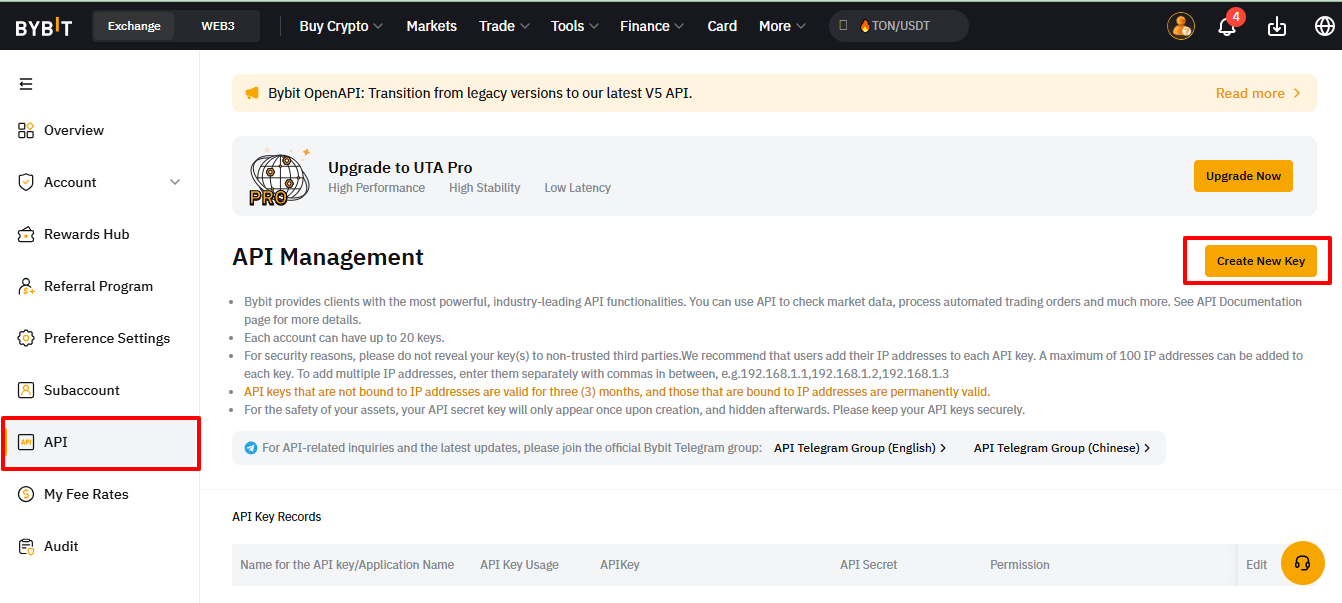 BYBIT Exchange WEB3 Buy Crypto Markets Trade Tools Finance Card More 🔥TON/USDT 4
Bybit OpenAPI: Transition from legacy versions to our latest V5 API. Read more
Overview
Account
Rewards Hub
Referral Program
Preference Settings
Subaccount
API API
My Fee Rates
Audit
PRO
Upgrade to UTA Pro
High Performance High Stability Low Latency
Upgrade Now
API Management
Create New Key
Bybit provides clients with the most powerful, industry-leading API functionalities. You can use API to check market data, process automated trading orders and much more. See API Documentation
page for more details.
Each account can have up to 20 keys.
For security reasons, please do not reveal your key(s) to non-trusted third parties.We recommend that users add their IP addresses to each API key. A maximum of 100 IP addresses can be added to
each key. To add multiple IP addresses, enter them separately with commas in between, e.g.192.168.1.1,192.168.1.2,192.168.1.3
API keys that are not bound to IP addresses are valid for three (3) months, and those that are bound to IP addresses are permanently valid.
For the safety of your assets, your API secret key will only appear once upon creation, and hidden afterwards. Please keep your API keys securely.
For API-related inquiries and the latest updates, please join the official Bybit Telegram group: API Telegram Group (English) API Telegram Group (Chinese)
API Key Records
Name for the API key/Application Name API Key Usage APIKey API Secret Permission Edit